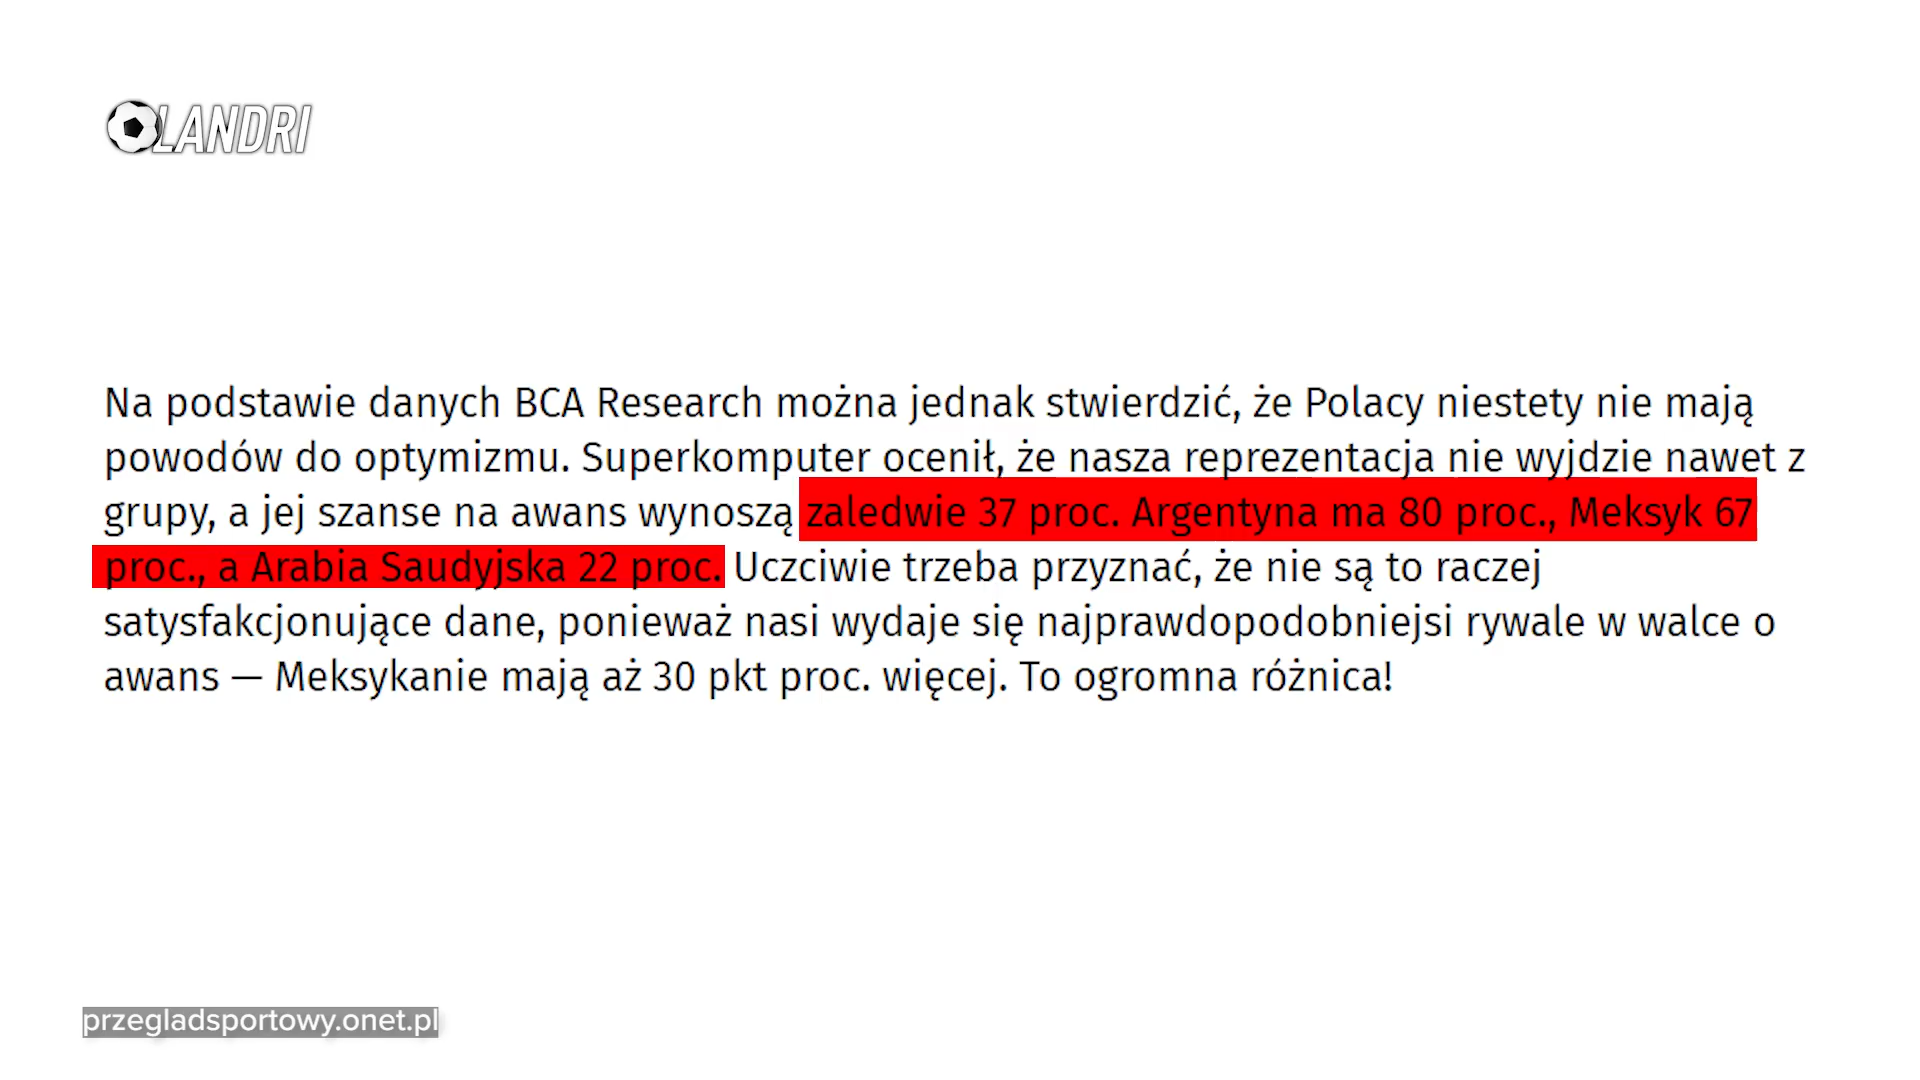 OLANDRI
Na podstawie danych BCA Research można jednak stwierdzić, że Polacy niestety nie mają
powodów do optymizmu. Superkomputer ocenił, że nasza reprezentacja nie wyjdzie nawet z
grupy, a jej szanse na awans wynoszą zaledwie 37 proc. Argentyna ma 80 proc., Meksyk 67
proc., a Arabia Saudyjska 22 proc. Uczciwie trzeba przyznać, że nie są to raczej
satysfakcjonujące dane, ponieważ nasi wydaje się najprawdopodobniejsi rywale w walce o
awans — Meksykanie mają aż 30 pkt proc. więcej. To ogromna różnica!
przegladsportowy.onet.pl